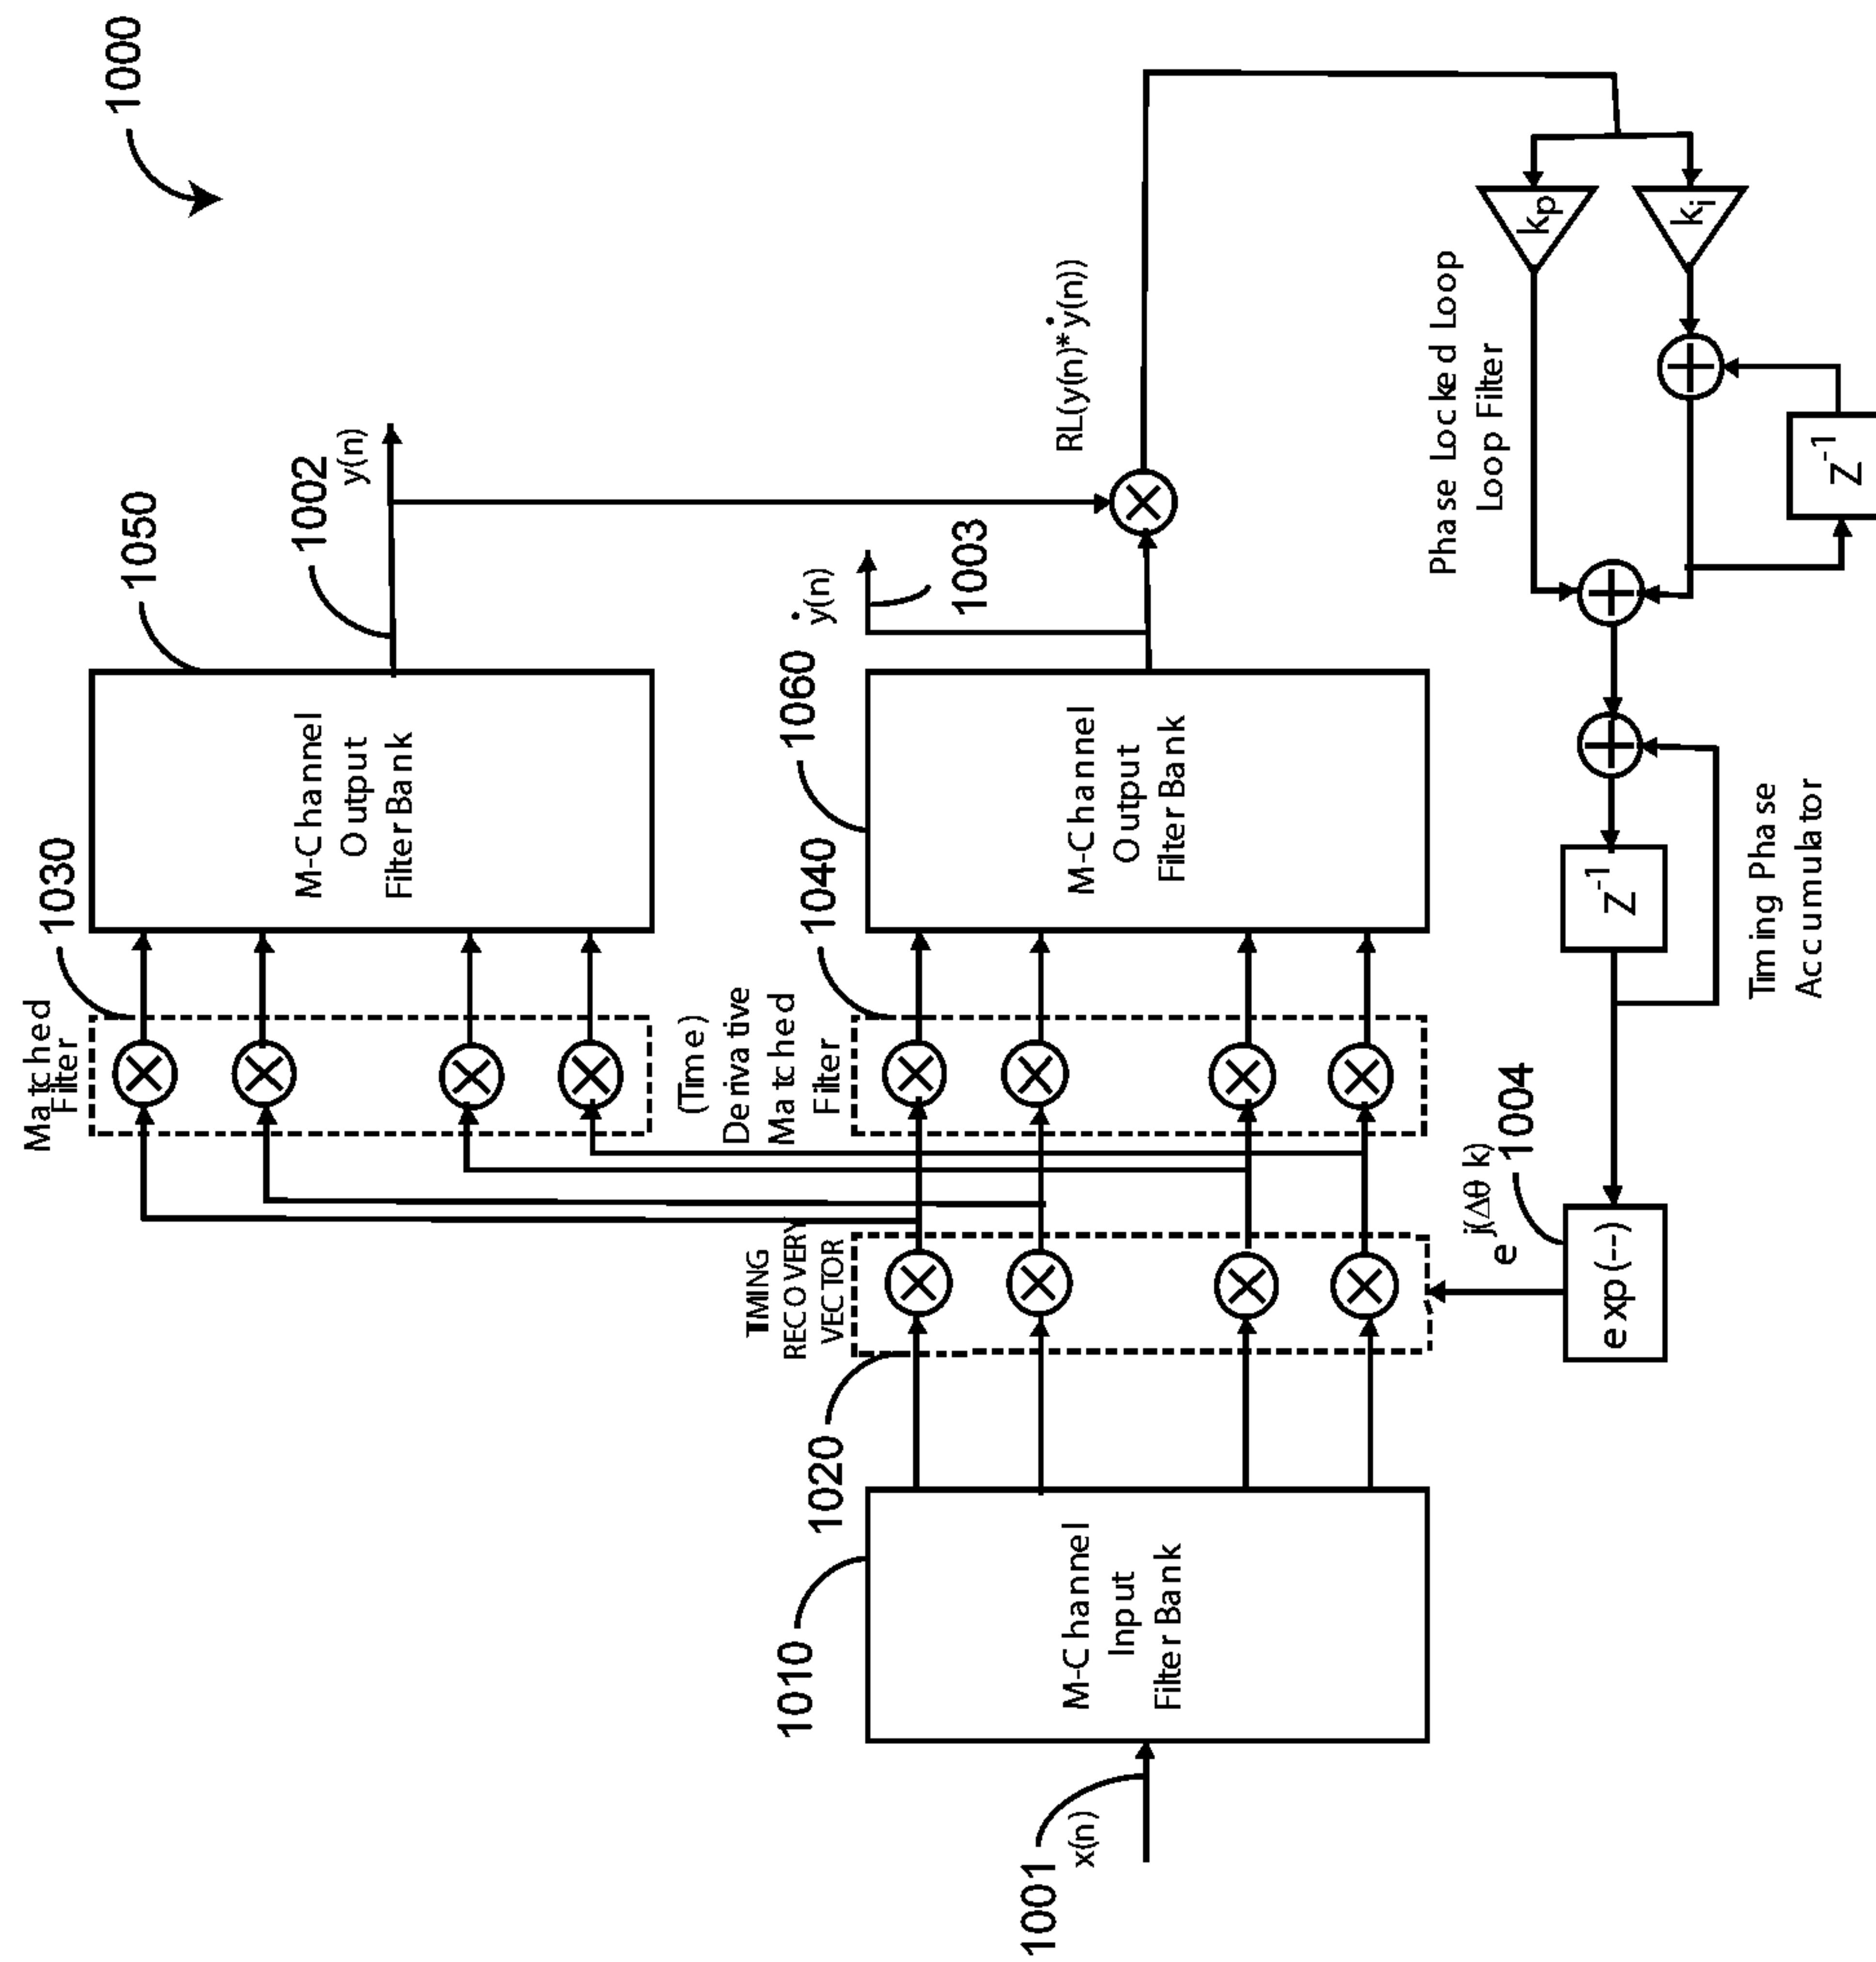 1000
Matched
Filter
1030
1050
M-Channel
Output
Filter Bank
1002
y(n)
(Time)
Derivative
Matched
Filter
1040
1060
M-Channel
Output
Filter Bank
ẏ(n)
1003
RL(y(n)*ẏ(n))
TIMING
RECOVERY
VECTOR
1020
1010
M-Channel
Input
Filter Bank
1001
x(n)
Phase Locked Loop
Loop Filter
kp
ki
Z⁻¹
Z⁻¹
Timing Phase
Accumulator
e j(Δθ k)
1004
exp(--)